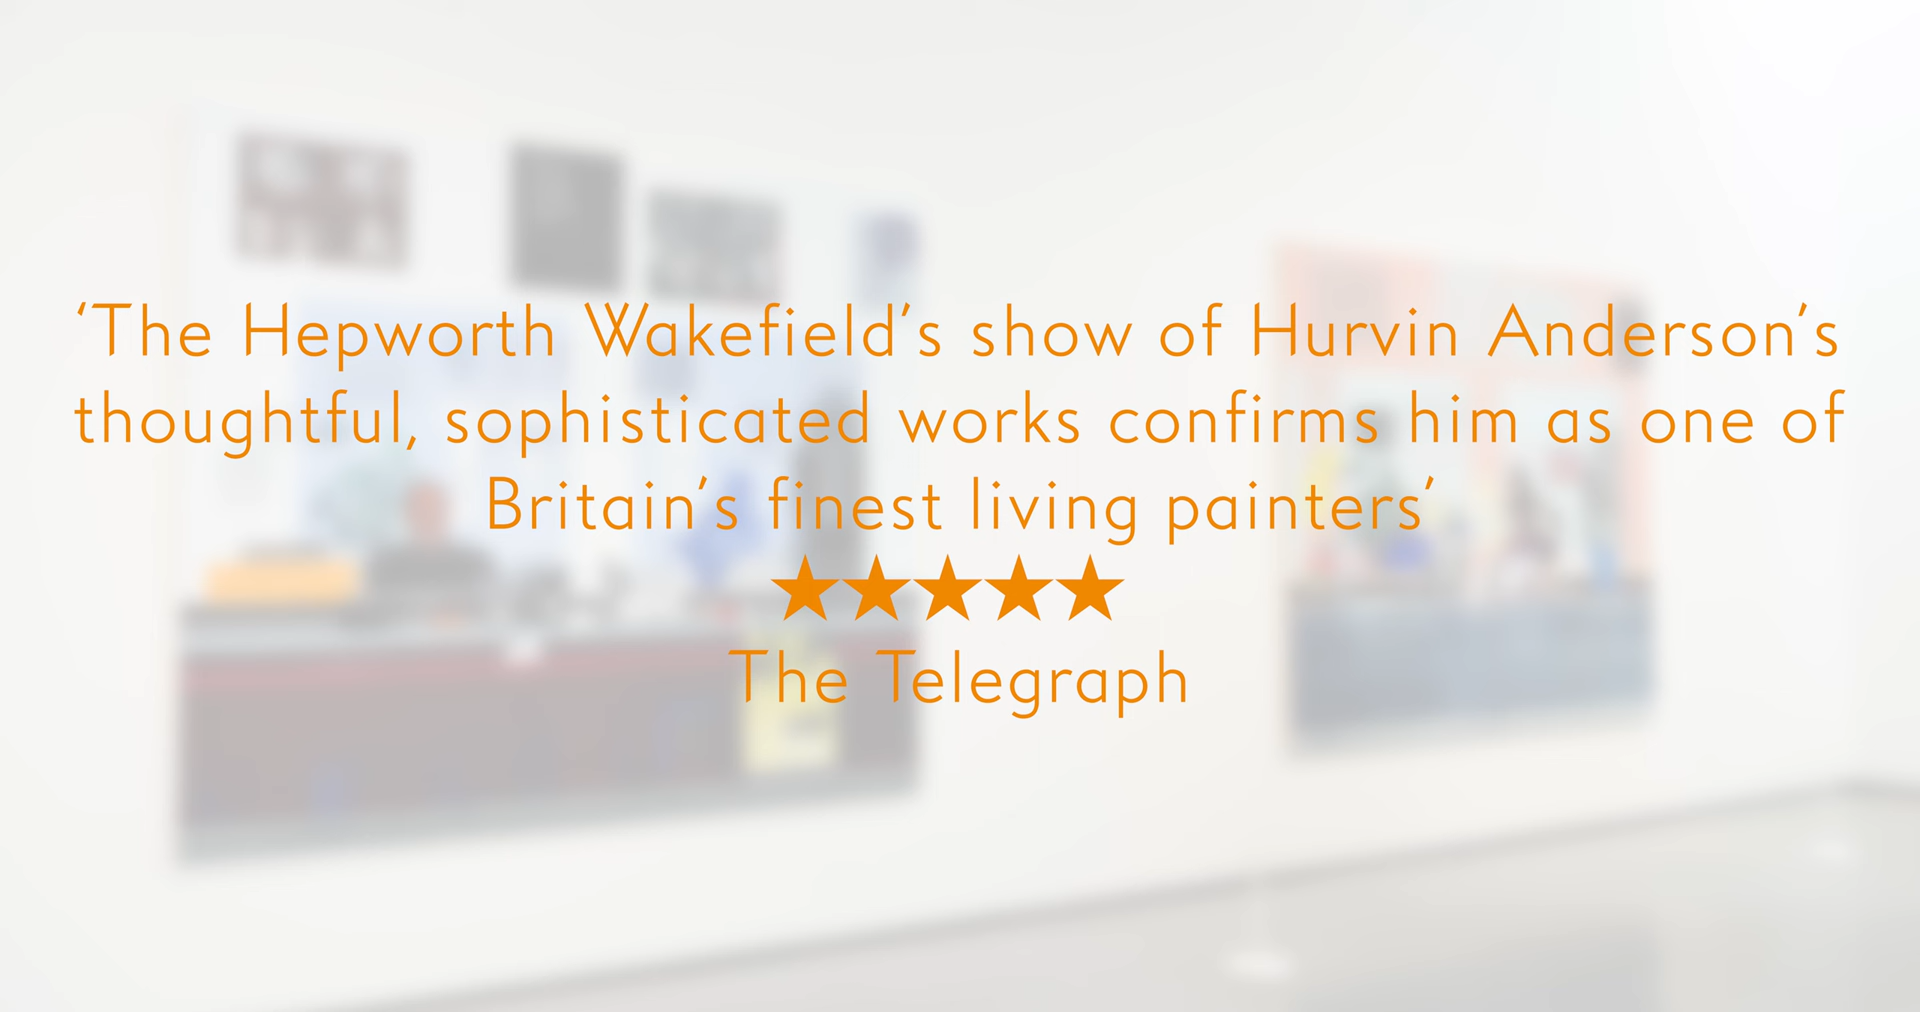 ‘The Hepworth Wakefield’s show of Hurvin Anderson’s
thoughtful, sophisticated works confirms him as one of
Britain’s finest living painters’
★★★★★
The Telegraph